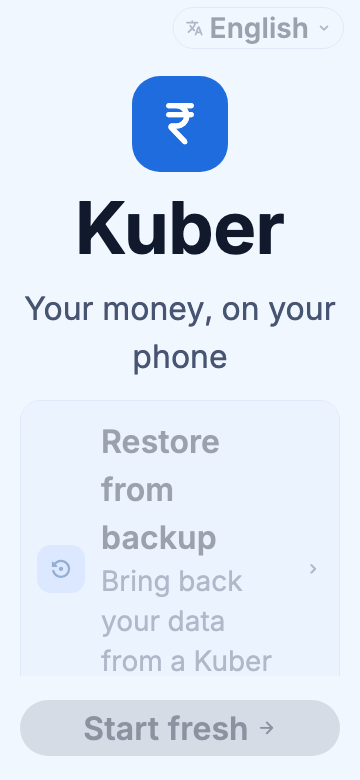 English
₹
Kuber
Your money, on your
phone
Restore
from
backup
Bring back
your data
from a Kuber
Start fresh →